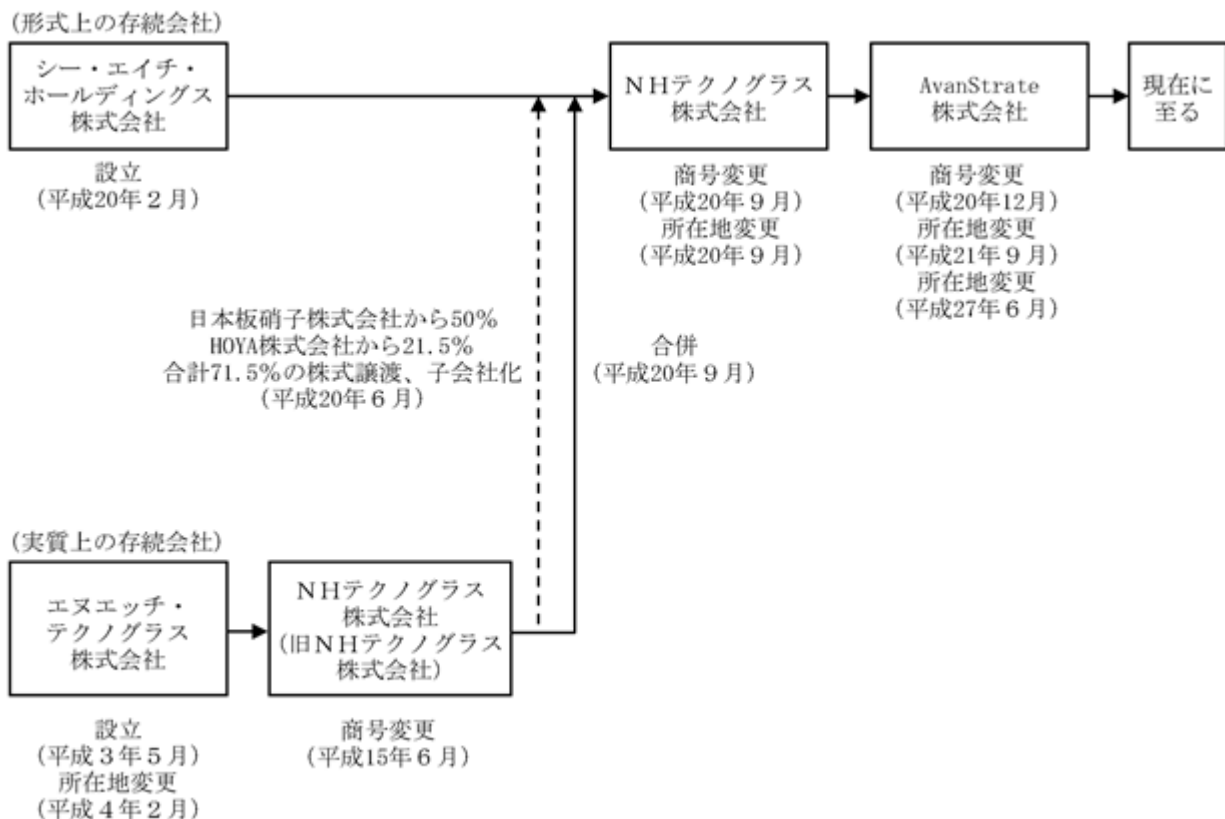 (形式上の存続会社)
シー・エイチ・
ホールディングス
株式会社
設立
(平成20年2月)
NHテクノグラス
株式会社
商号変更
(平成20年9月)
所在地変更
(平成20年9月)
AvanStrate
株式会社
商号変更
(平成20年12月)
所在地変更
(平成21年9月)
所在地変更
(平成27年6月)
現在に
至る
日本板硝子株式会社から50%
HOYA株式会社から21.5%
合計71.5%の株式譲渡、子会社化
(平成20年6月)
合併
(平成20年9月)
(実質上の存続会社)
エヌエッチ・
テクノグラス
株式会社
設立
(平成3年5月)
所在地変更
(平成4年2月)
NHテクノグラス
株式会社
(旧NHテクノグラス
株式会社)
商号変更
(平成15年6月)